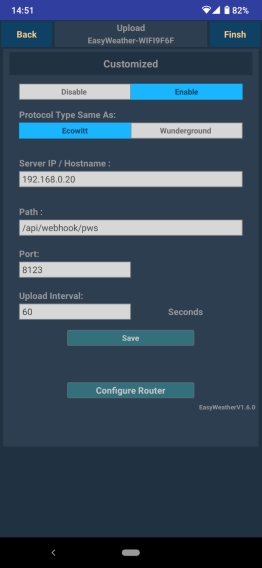 14:51
82%
Back
Upload
EasyWeather-WIFI9F6F
Finsh
Customized
Disable
Enable
Protocol Type Same As:
Ecowitt
Wunderground
Server IP / Hostname :
192.168.0.20
Path :
/api/webhook/pws
Port:
8123
Upload Interval:
60
Seconds
Save
Configure Router
EasyWeatherV1.6.0